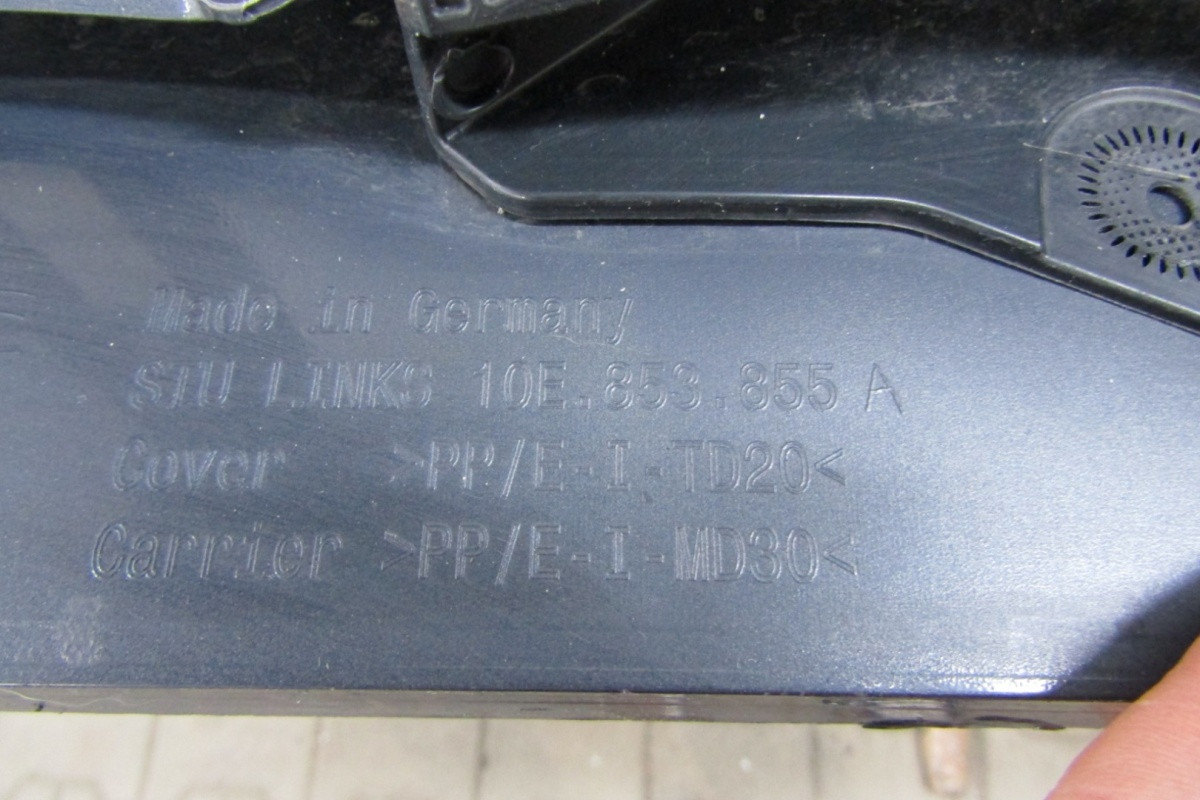 Made in Germany
STU LINKS 10E.853.855 A
Cover >PP/E-I-TD20<
Carrier >PP/E-I-MD30<